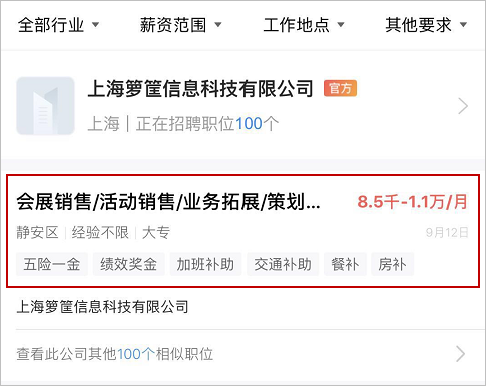 全部行业 薪资范围 工作地点 其他要求
上海箩筐信息科技有限公司 官方
上海 | 正在招聘职位100个
会展销售/活动销售/业务拓展/策划... 8.5千-1.1万/月
静安区 | 经验不限 | 大专 9月12日
五险一金 绩效奖金 加班补助 交通补助 餐补 房补
上海箩筐信息科技有限公司
查看此公司其他100个相似职位